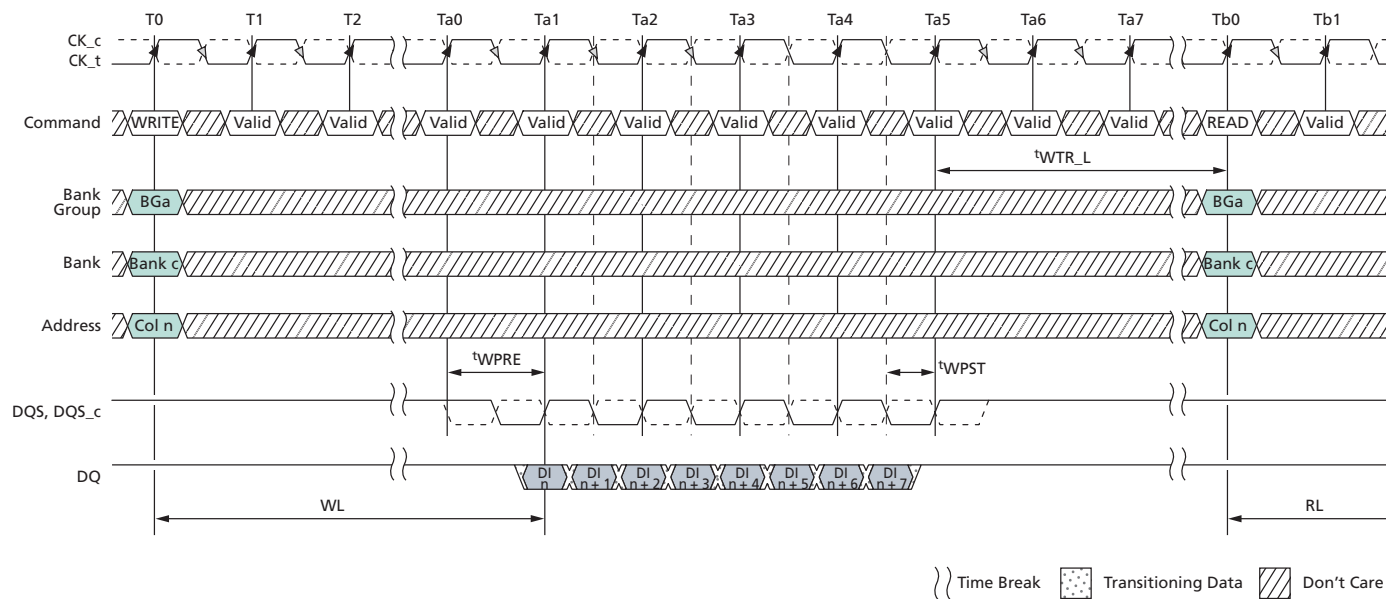 T0 T1 T2 Ta0 Ta1 Ta2 Ta3 Ta4 Ta5 Ta6 Ta7 Tb0 Tb1
CK_c
CK_t
Command WRITE Valid Valid Valid Valid Valid Valid Valid Valid Valid Valid READ Valid
tWTR_L
Bank
Group BGa BGa
Bank Bank c Bank c
Address Col n Col n
tWPRE tWPST
DQS, DQS_c
DQ DI n DI n + 1 DI n + 2 DI n + 3 DI n + 4 DI n + 5 DI n + 6 DI n + 7
WL RL
Time Break Transitioning Data Don't Care